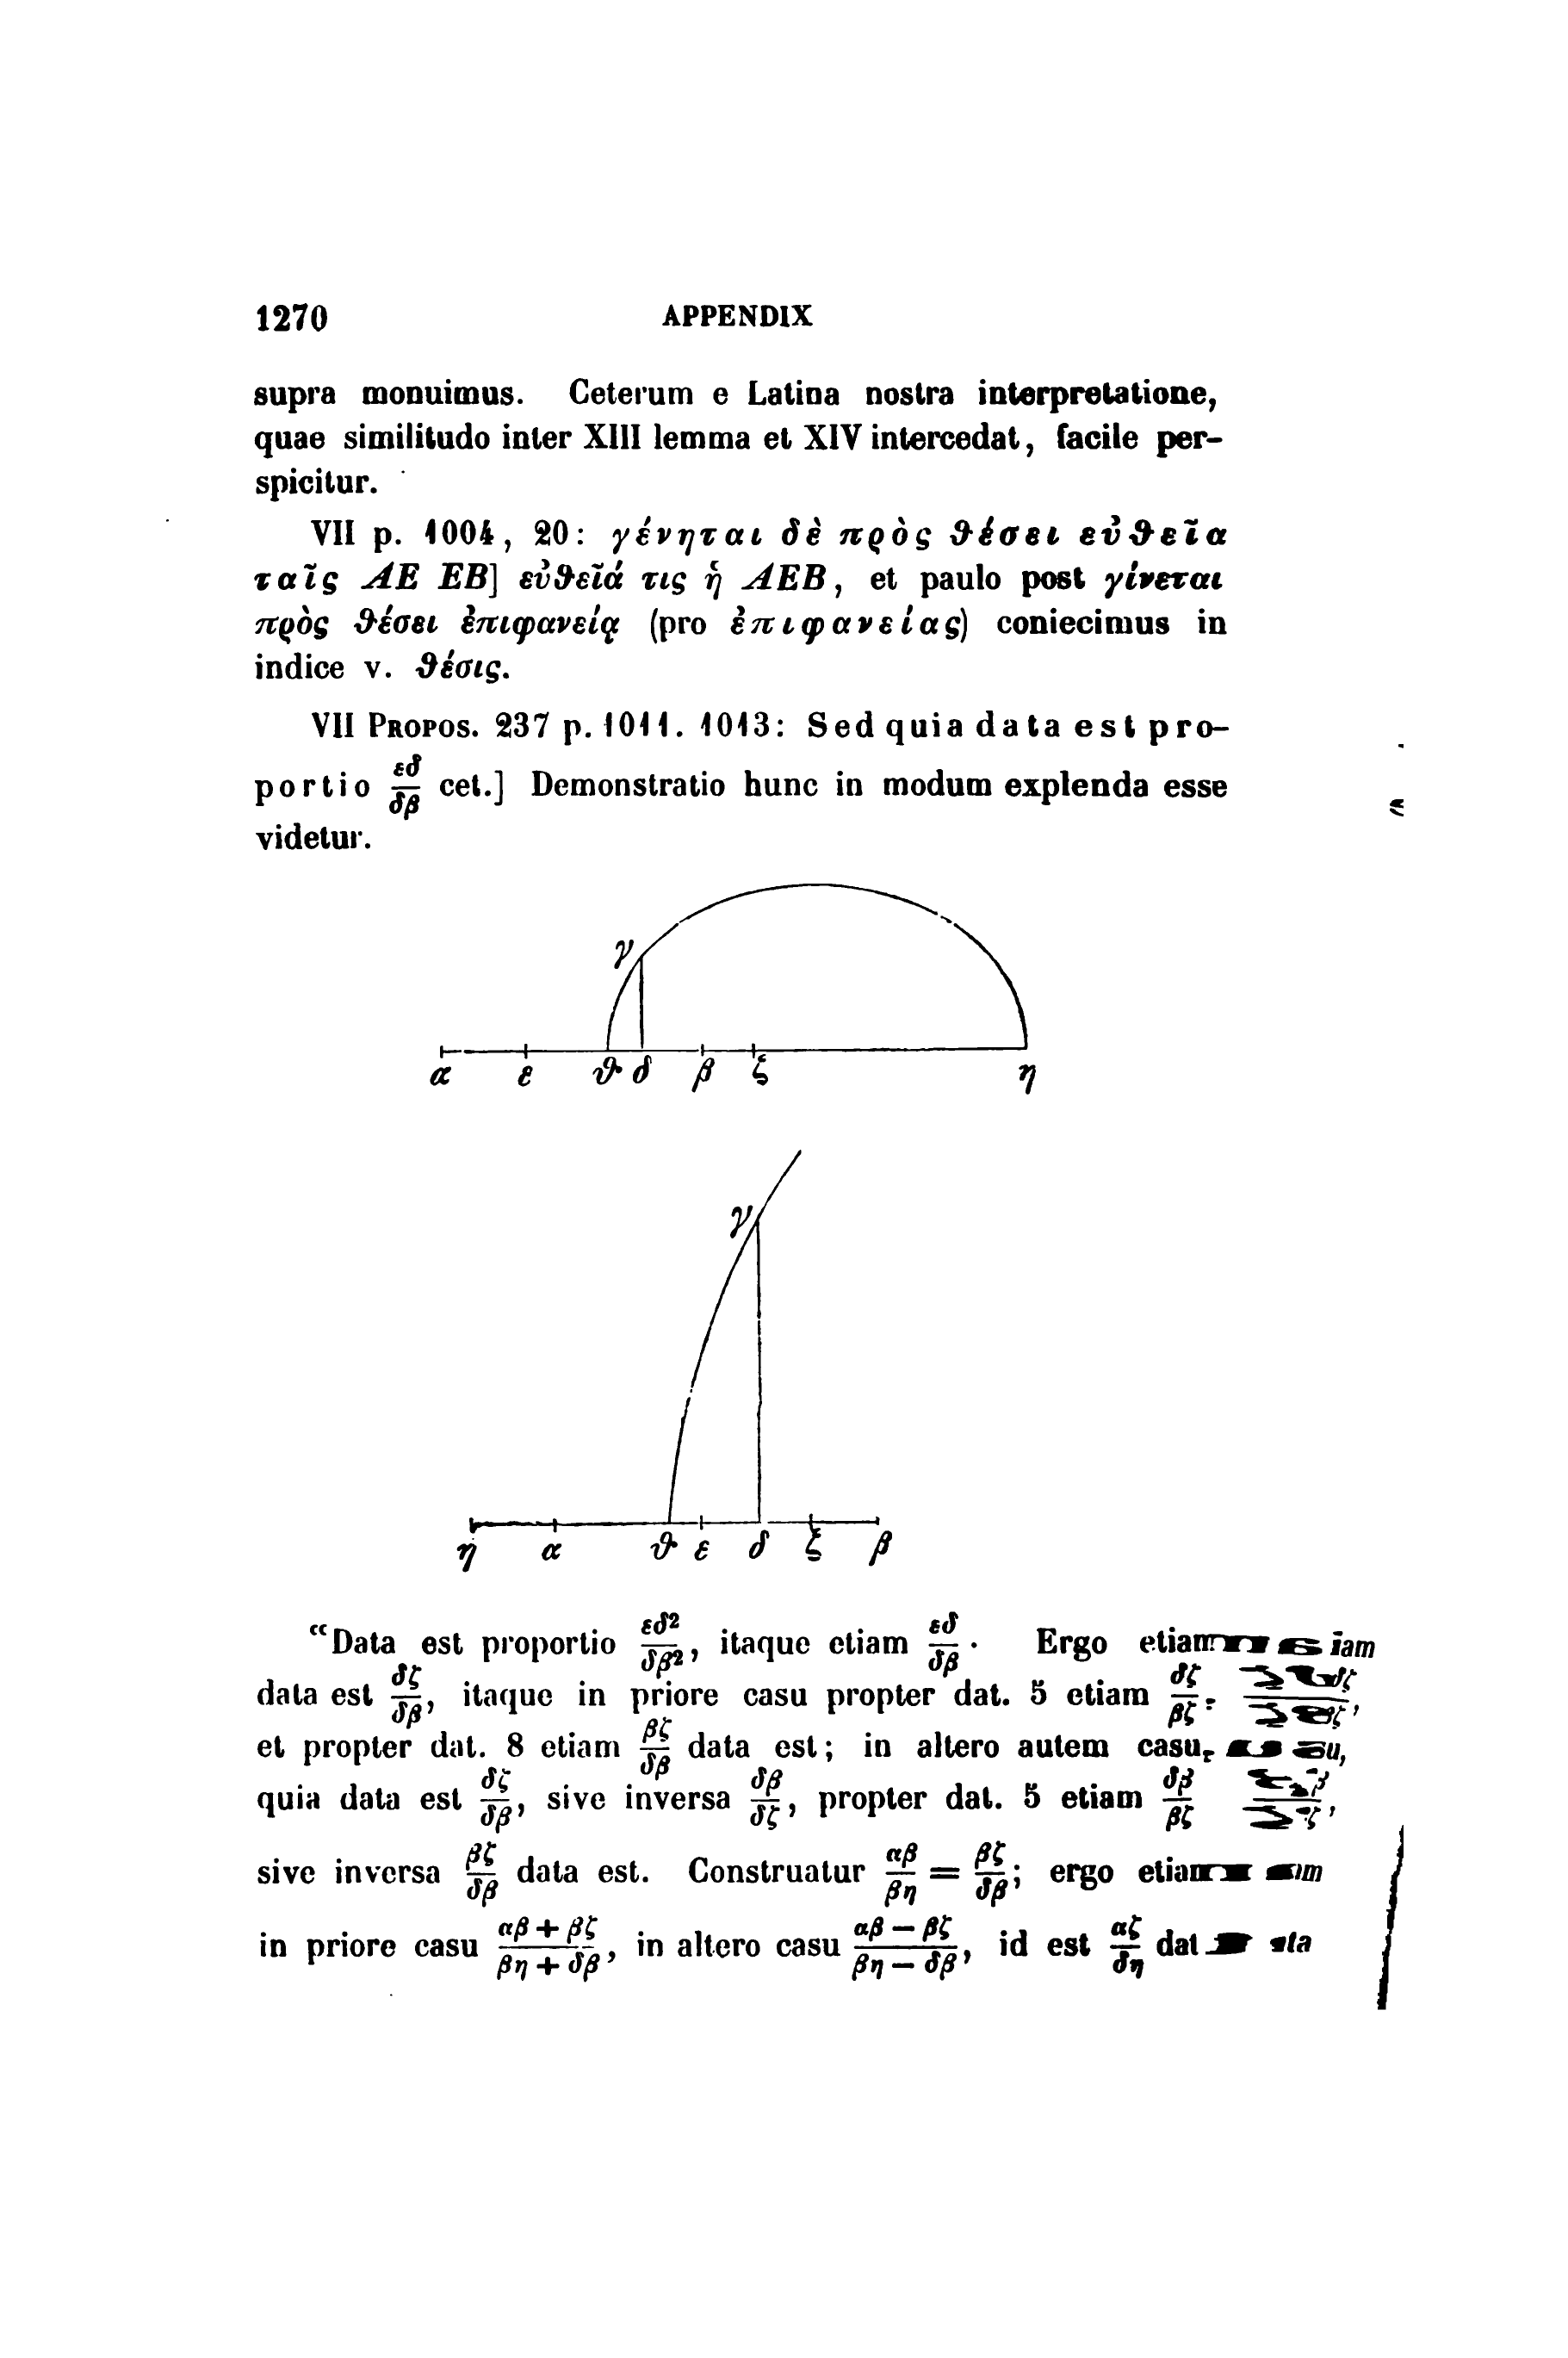 1270 APPENDIX
supra monuimus. Ceterum e Latina nostra interpretatione,
quae similitudo inter XIII lemma et XIV intercedat, facile per-
spicitur.
VII p. 1004, 20: γένηται δὲ πρὸς θέσει εὐθεῖα
ταῖς ΑΕ ΕΒ] εὐθεῖά τις ἡ ΑΕΒ, et paulo post γίνεται
πρὸς θέσει ἐπιφανείᾳ (pro ἐπιφανείας) coniecimus in
indice v. θέσις.
VII PROPOS. 237 p. 1011. 1013: Sed quia data est pro-
portio εδ/δβ cet.] Demonstratio hunc in modum explenda esse
videtur.
γ
α ε ϑ δ β ζ η
γ
η α ϑ ε δ ζ β
“Data est proportio εδ²/δβ², itaque etiam εδ/δβ. Ergo etiam
data est δζ/δβ, itaque in priore casu propter dat. 5 etiam δζ/βζ,
et propter dat. 8 etiam βζ/δβ data est; in altero autem casu,
quia data est δζ/δβ, sive inversa δβ/δζ, propter dat. 5 etiam δβ/βζ,
sive inversa βζ/δβ data est. Construatur αβ/βη = βζ/δβ; ergo etiam
in priore casu αβ + βζ/βη + δβ, in altero casu αβ — βζ/βη — δβ, id est αζ/δη data